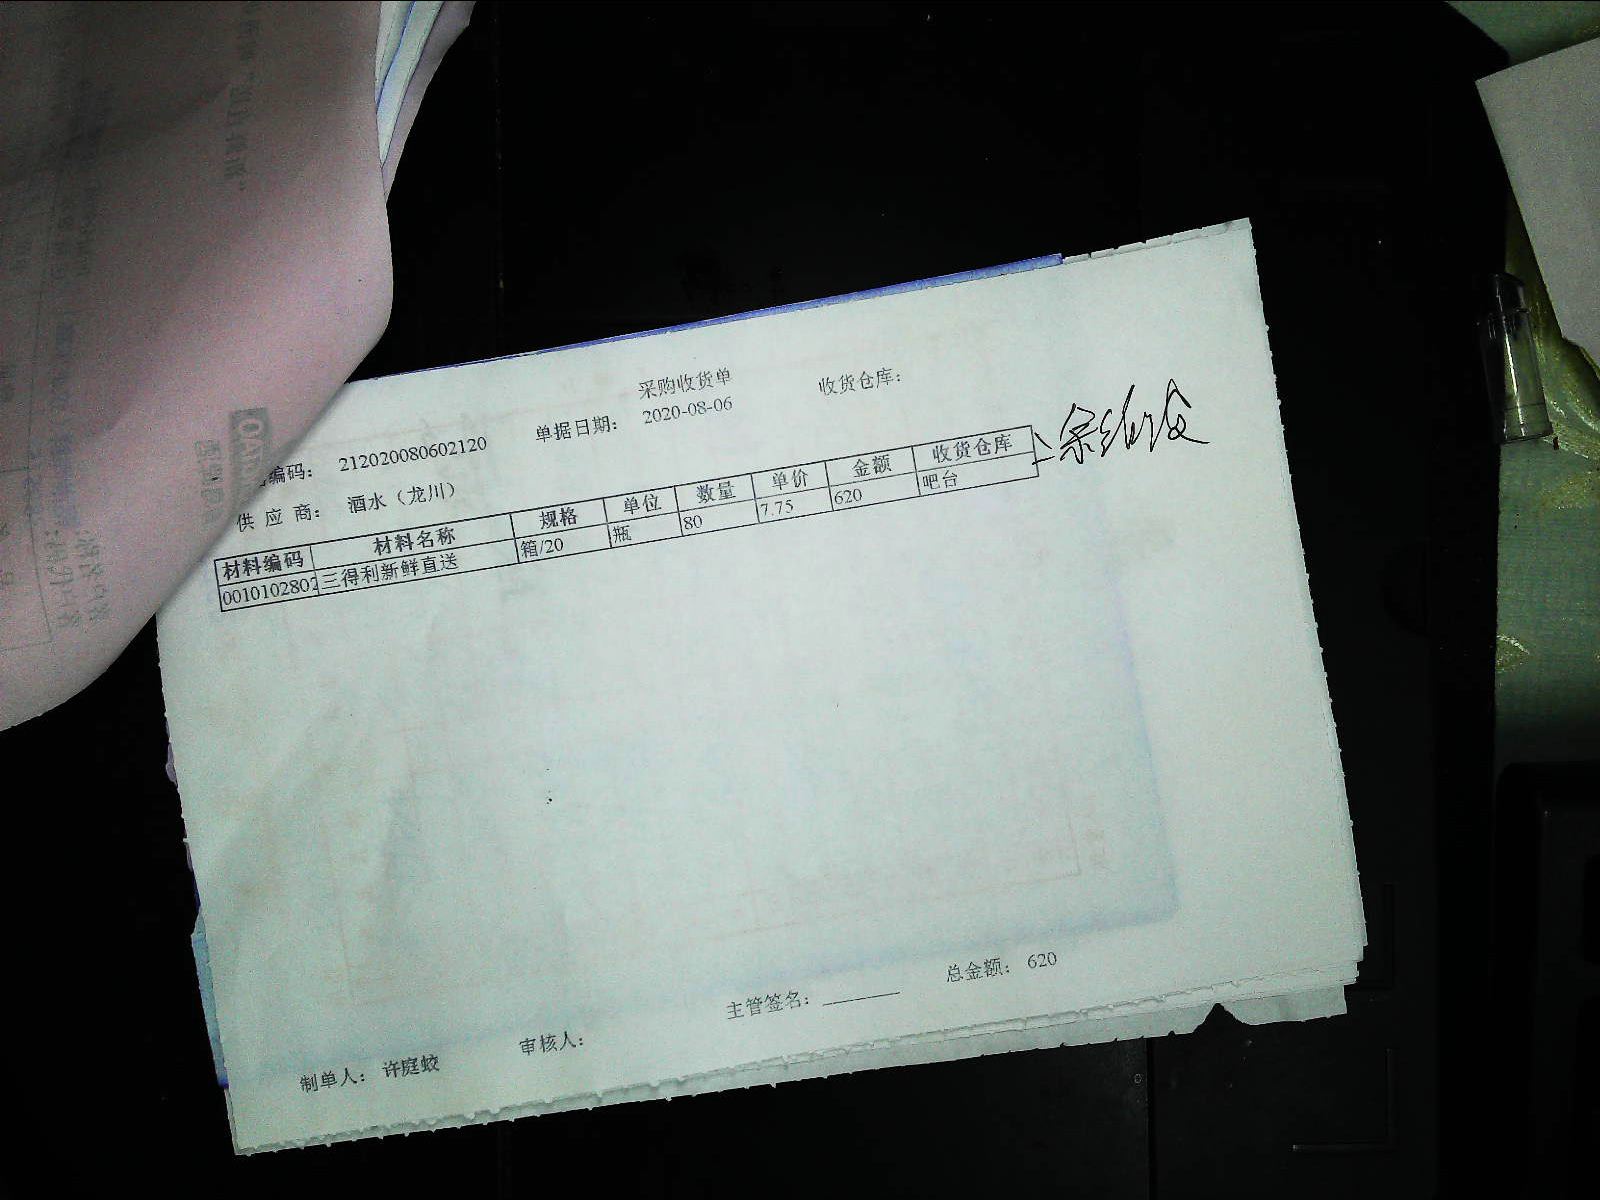 采购收货单
编码： 212020080602120 单据日期： 2020-08-06 收货仓库：
供应商： 酒水（龙川）
材料编码 材料名称 规格 单位 数量 单价 金额 收货仓库
0010102802 三得利新鲜直送 箱/20 瓶 80 7.75 620 吧台
制单人： 许庭蛟 审核人： 主管签名： 总金额： 620